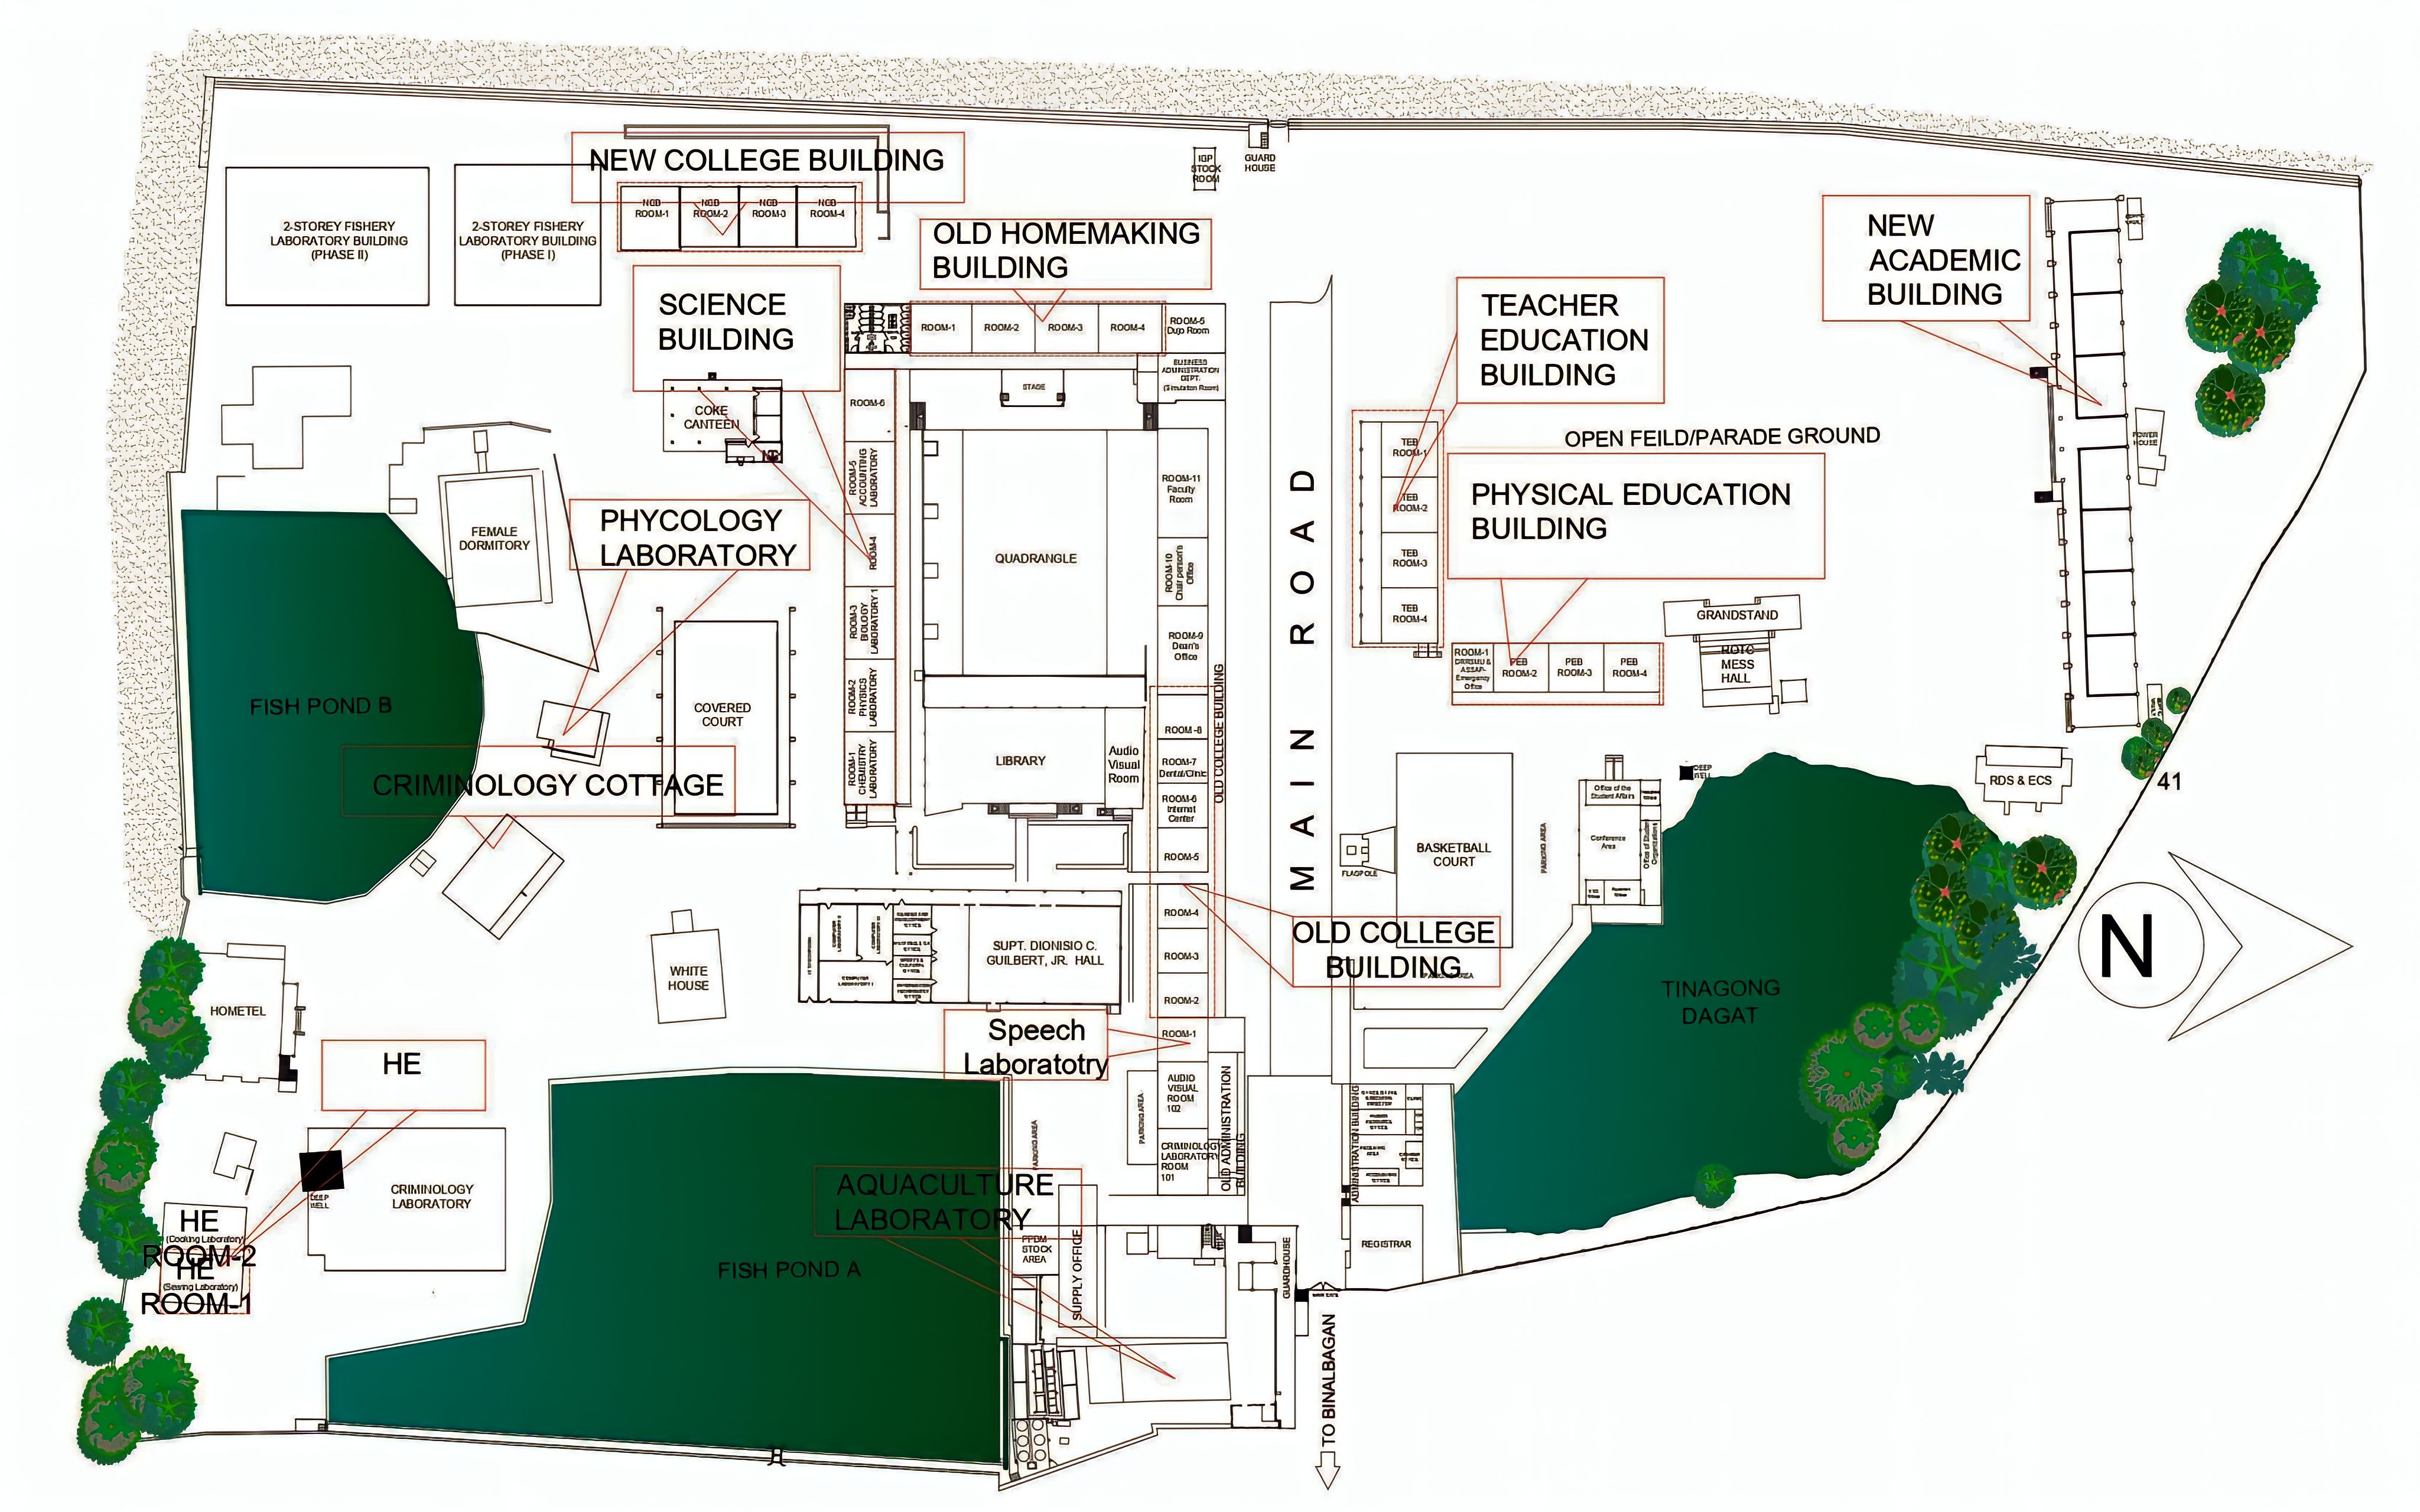 NEW COLLEGE BUILDING
NCB
ROOM-1
NCB
ROOM-2
NCB
ROOM-3
NCB
ROOM-4
2-STOREY FISHERY
LABORATORY BUILDING
(PHASE II)
2-STOREY FISHERY
LABORATORY BUILDING
(PHASE I)
IGP
STOCK
ROOM
GUARD
HOUSE
OLD HOMEMAKING
BUILDING
ROOM-1
ROOM-2
ROOM-3
ROOM-4
ROOM-5
Dojo Room
BUSINESS
ADMINISTRATION
DEPT.
(Simulation Room)
SCIENCE
BUILDING
COKE
CANTEEN
STAGE
ROOM-6
ROOM-5
ACCOUNTING
LABORATORY
ROOM-4
ROOM-3
BIOLOGY
LABORATORY 1
ROOM-2
PHYSICS
LABORATORY
ROOM-1
CHEMISTRY
LABORATORY
QUADRANGLE
ROOM-11
Faculty
Room
ROOM-10
Chairperson's
Office
ROOM-9
Dean's
Office
OLD COLLEGE BUILDING
ROOM-8
ROOM-7
Dental/Clinic
ROOM-6
Internet
Center
ROOM-5
ROOM-4
ROOM-3
ROOM-2
ROOM-1
LIBRARY
Audio
Visual
Room
MAIN ROAD
TEACHER
EDUCATION
BUILDING
TEB
ROOM-1
TEB
ROOM-2
TEB
ROOM-3
TEB
ROOM-4
OPEN FEILD/PARADE GROUND
PHYSICAL EDUCATION
BUILDING
ROOM-1
Emergency
Office
PEB
ROOM-2
PEB
ROOM-3
PEB
ROOM-4
GRANDSTAND
ROTC
MESS
HALL
NEW
ACADEMIC
BUILDING
POWER
HOUSE
RDS & ECS
41
N
FEMALE
DORMITORY
PHYCOLOGY
LABORATORY
FISH POND B
COVERED
COURT
CRIMINOLOGY COTTAGE
WHITE
HOUSE
SUPT. DIONISIO C.
GUILBERT, JR. HALL
HOMETEL
HE
DEEP
WELL
CRIMINOLOGY
LABORATORY
HE
(Cooking Laboratory)
ROOM-2
HE
(Sewing Laboratory)
ROOM-1
FISH POND A
Speech
Laboratotry
OLD COLLEGE
BUILDING
PARKING AREA
FLAGPOLE
BASKETBALL
COURT
PARKING AREA
Office of the
Student Affairs
Conference
Area
DEEP
WELL
TINAGONG
DAGAT
AUDIO
VISUAL
ROOM
102
CRIMINOLOGY
LABORATORY
ROOM
101
OLD ADMINISTRATION
BUILDING
PARKING AREA
PARKING AREA
AQUACULTURE
LABORATORY
STOCK
AREA
SUPPLY OFFICE
GUARDHOUSE
ADMINISTRATION BUILDING
REGISTRAR
TO BINALBAGAN